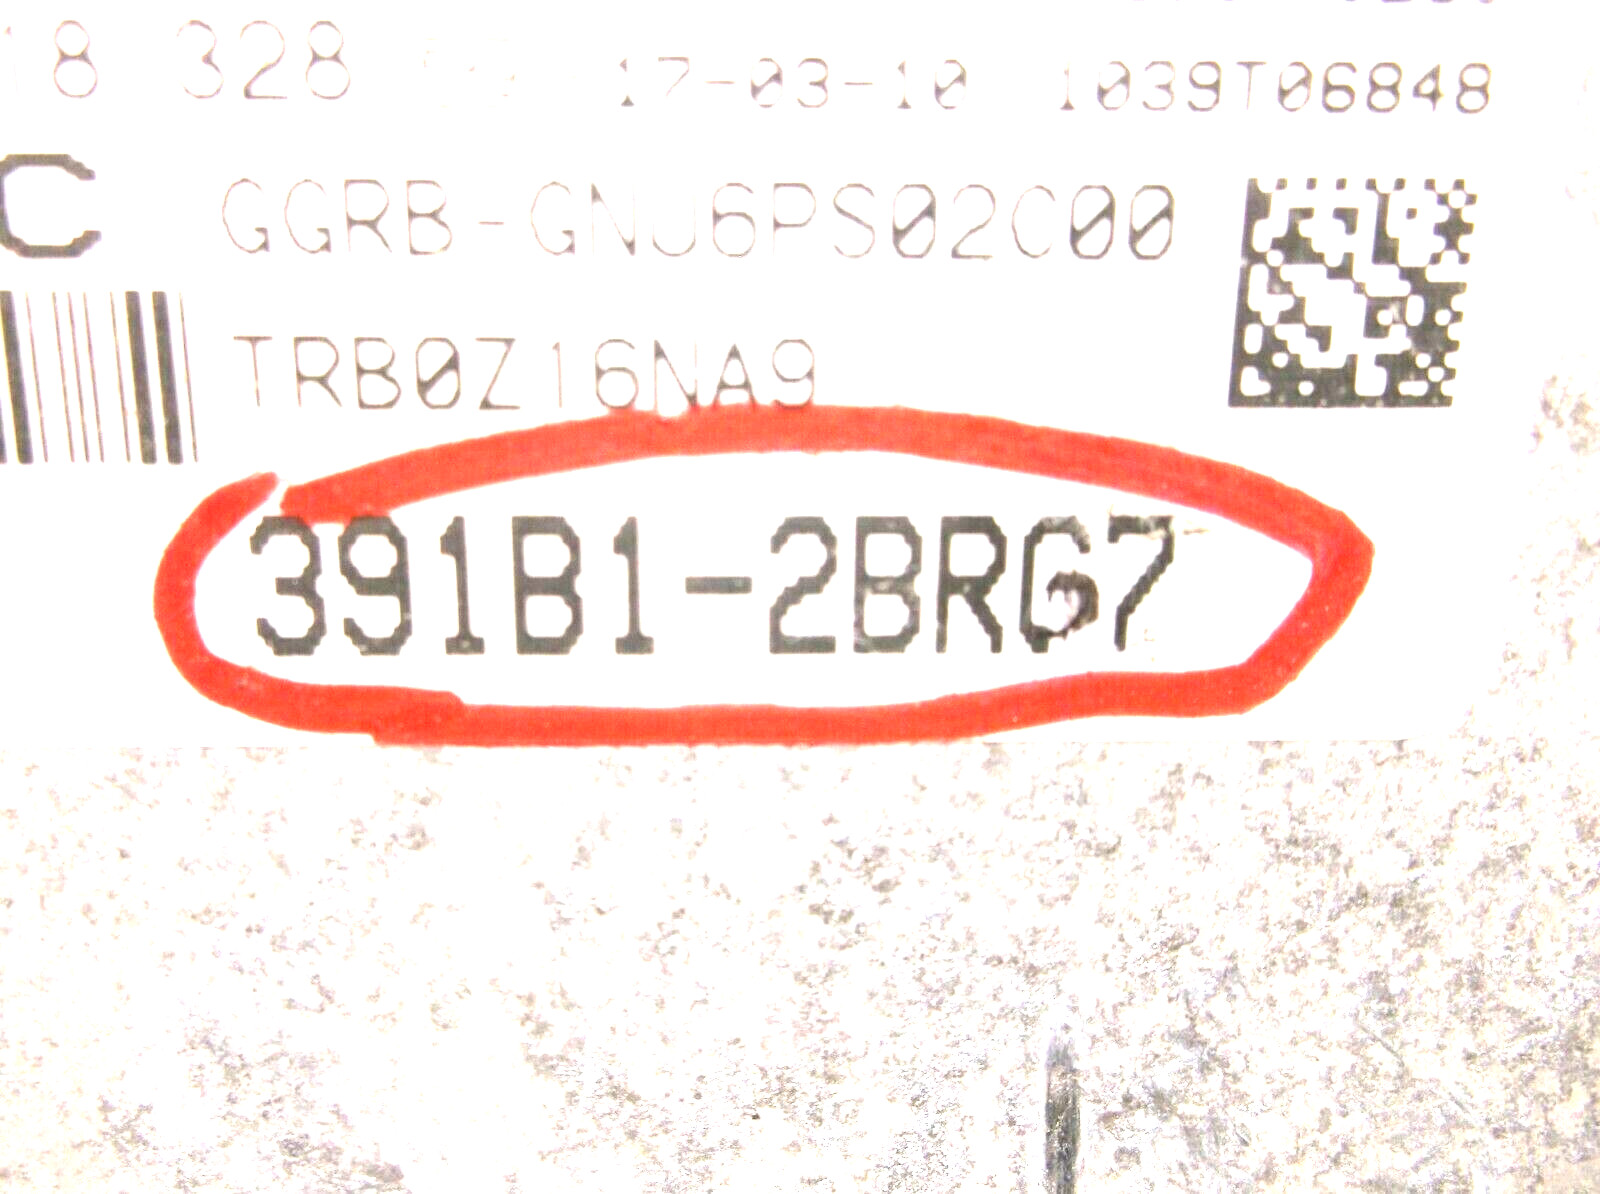 18 328 17-03-10 1039T06848
C GGRB-GNJ6PS02C00
TRB0Z16NA9
391B1-2BRG7